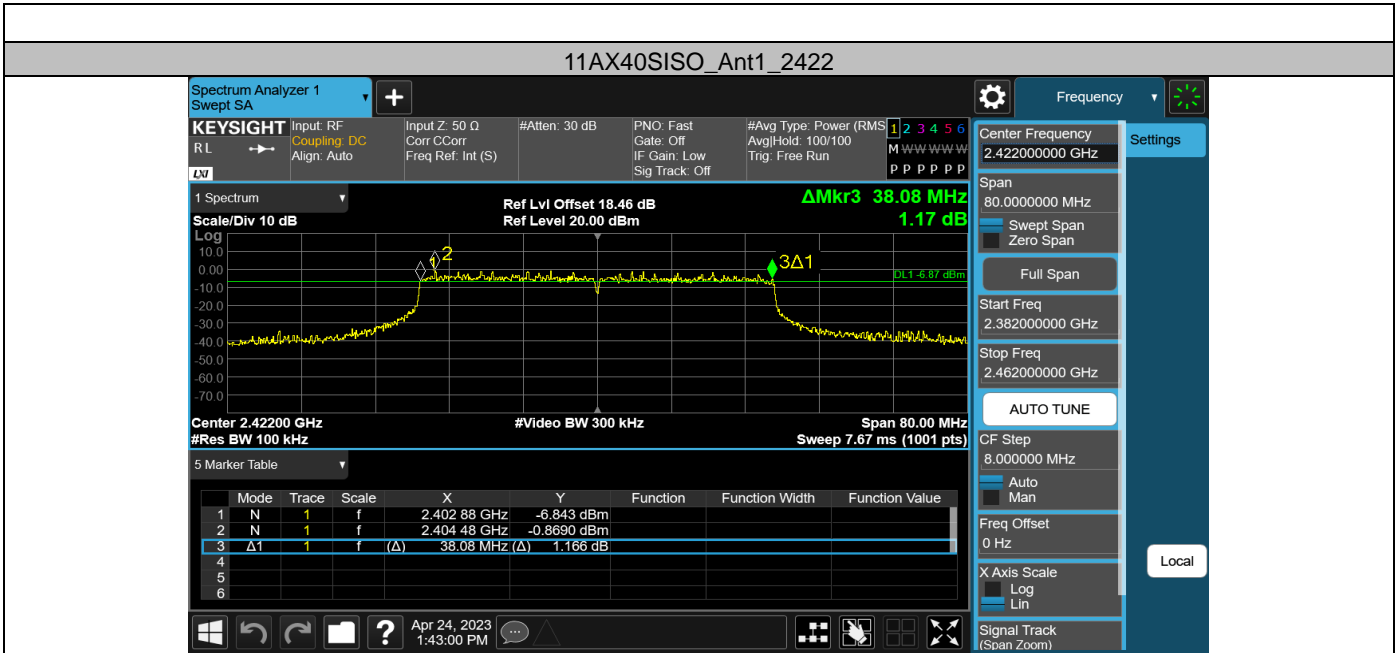 11AX40SISO_Ant1_2422
Spectrum Analyzer 1
Swept SA
Frequency
KEYSIGHT
RL
LXI
Input: RF
Coupling: DC
Align: Auto
Input Z: 50 Ω
Corr CCorr
Freq Ref: Int (S)
#Atten: 30 dB
PNO: Fast
Gate: Off
IF Gain: Low
Sig Track: Off
#Avg Type: Power (RMS
Avg|Hold: 100/100
Trig: Free Run
1 2 3 4 5 6
M W W W W W
P P P P P P
1 Spectrum
Scale/Div 10 dB
Log
Ref Lvl Offset 18.46 dB
Ref Level 20.00 dBm
ΔMkr3 38.08 MHz
1.17 dB
10.0
0.00
-10.0
-20.0
-30.0
-40.0
-50.0
-60.0
-70.0
1
2
3Δ1
DL1 -6.87 dBm
Center 2.42200 GHz
#Res BW 100 kHz
#Video BW 300 kHz
Span 80.00 MHz
Sweep 7.67 ms (1001 pts)
5 Marker Table
Mode Trace Scale X Y Function Function Width Function Value
1 N 1 f 2.402 88 GHz -6.843 dBm
2 N 1 f 2.404 48 GHz -0.8690 dBm
3 Δ1 1 f (Δ) 38.08 MHz (Δ) 1.166 dB
4
5
6
Apr 24, 2023
1:43:00 PM
Center Frequency
2.422000000 GHz
Settings
Span
80.0000000 MHz
Swept Span
Zero Span
Full Span
Start Freq
2.382000000 GHz
Stop Freq
2.462000000 GHz
AUTO TUNE
CF Step
8.000000 MHz
Auto
Man
Freq Offset
0 Hz
X Axis Scale
Log
Lin
Local
Signal Track
(Span Zoom)